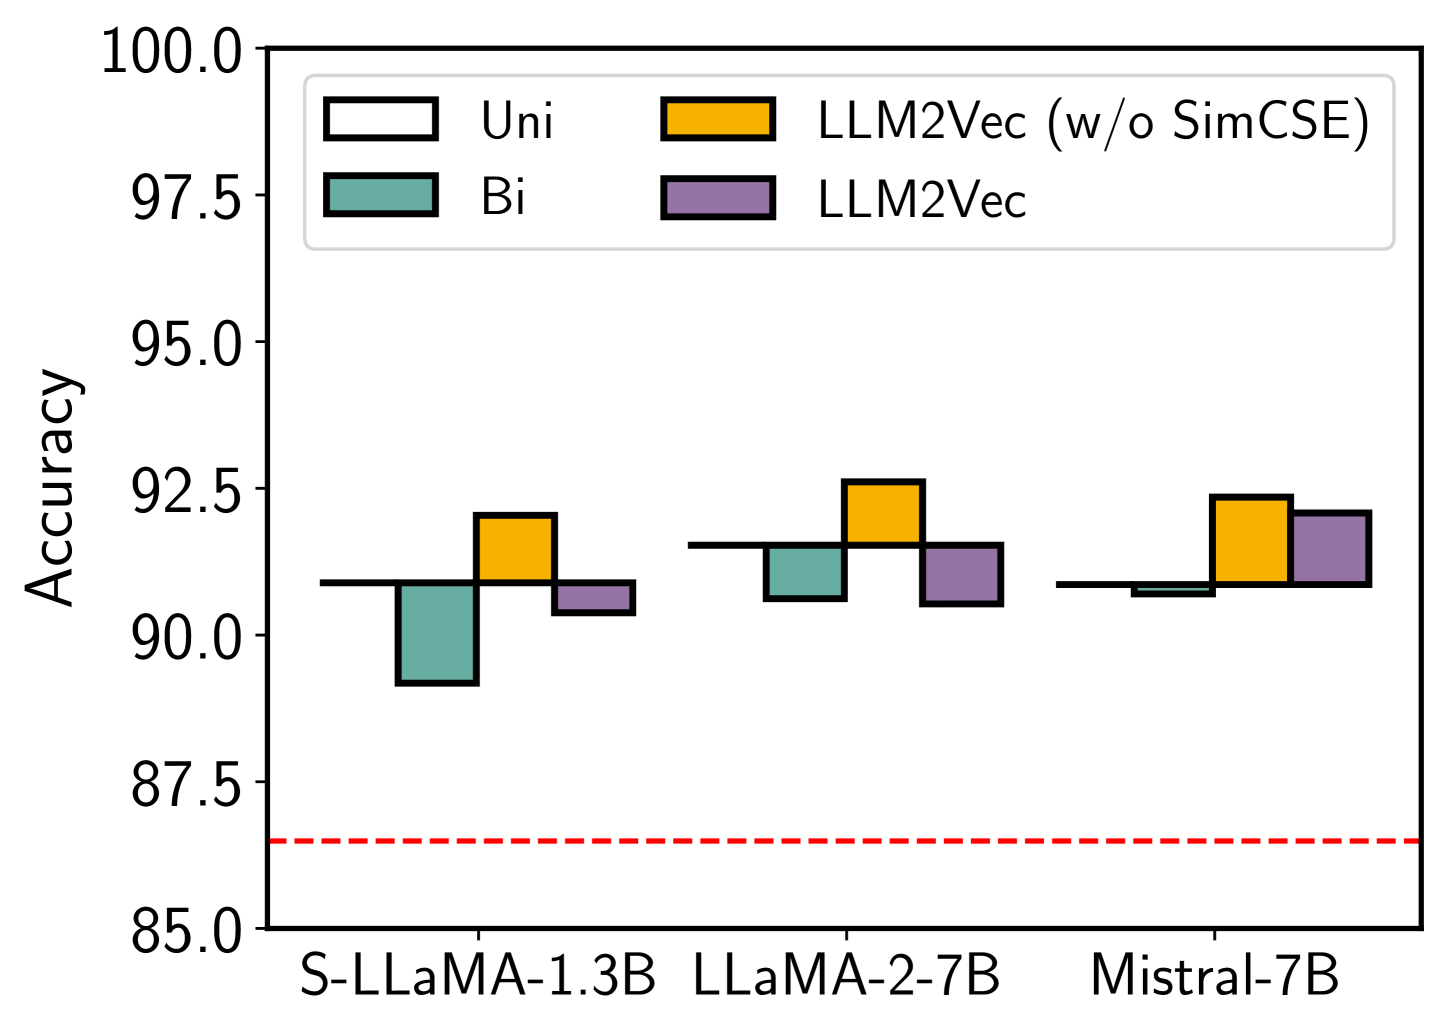 100.0
97.5
95.0
92.5
90.0
87.5
85.0
Accuracy
Uni
Bi
LLM2Vec (w/o SimCSE)
LLM2Vec
S-LLaMA-1.3B
LLaMA-2-7B
Mistral-7B